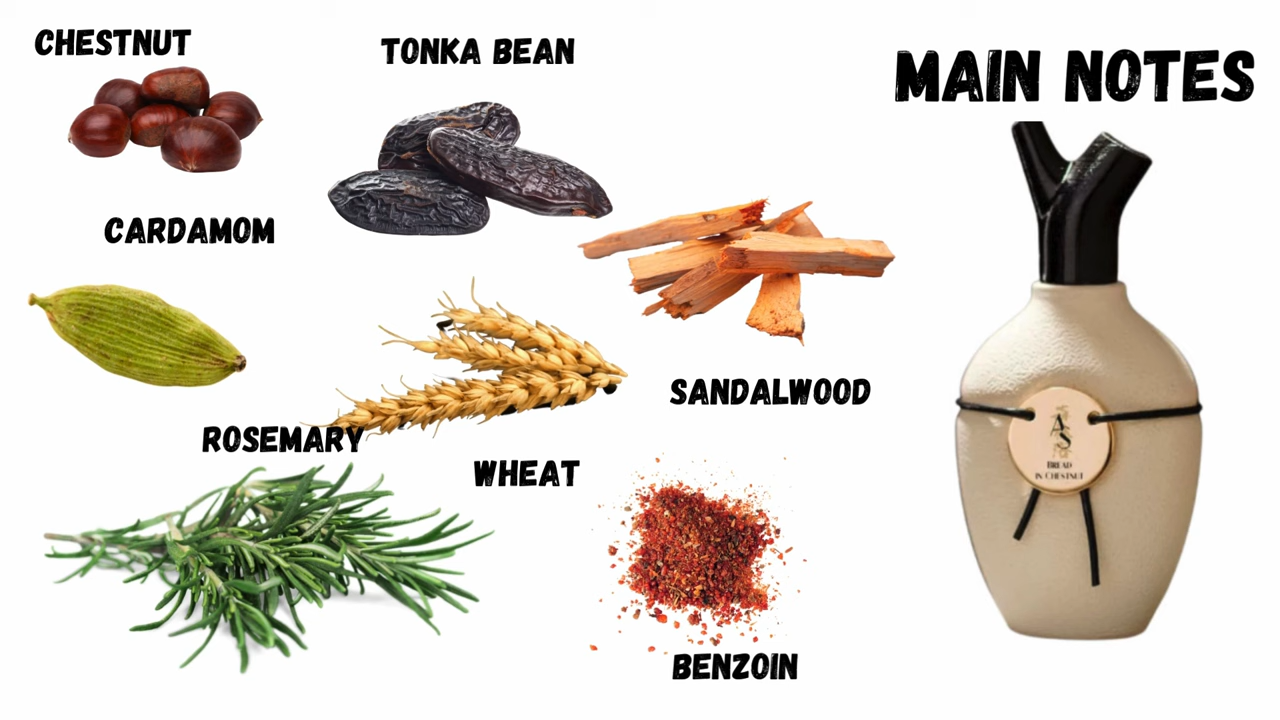 CHESTNUT
TONKA BEAN
MAIN NOTES
CARDAMOM
SANDALWOOD
ROSEMARY
WHEAT
AS
BREAD
IN CHESTNUT
BENZOIN